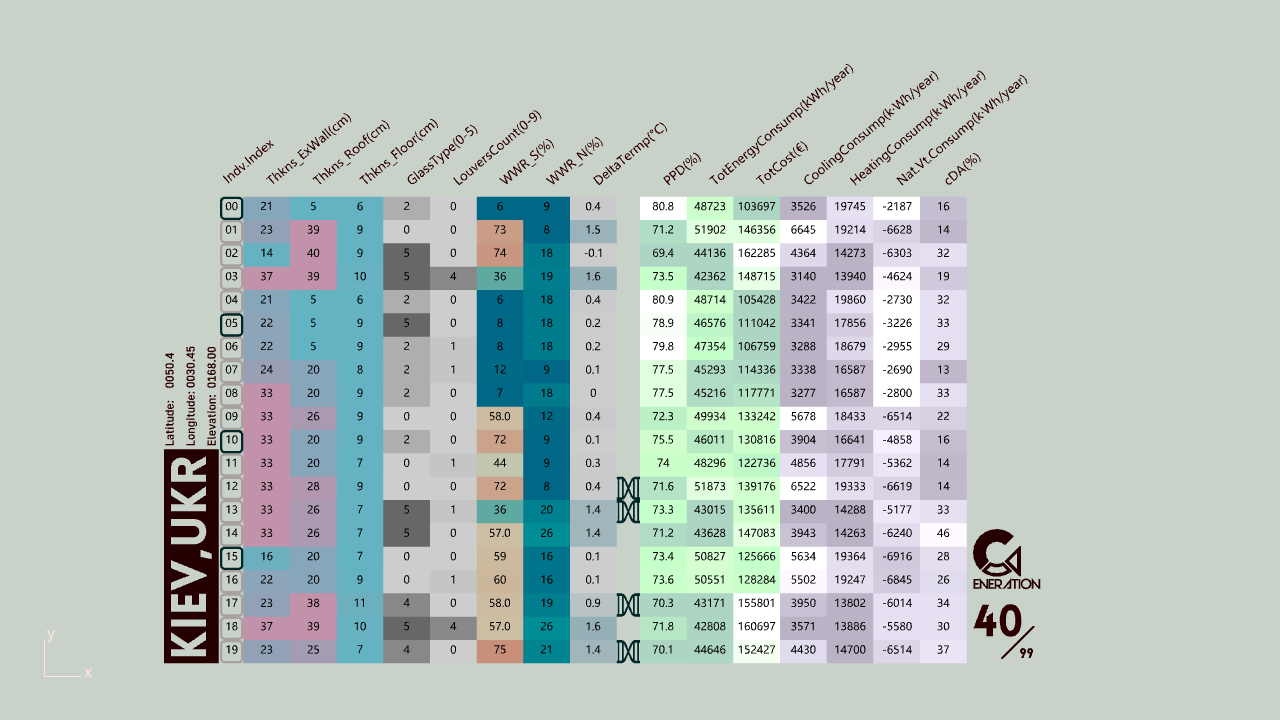 Indv.Index Thkns_ExWall(cm) Thkns_Roof(cm) Thkns_Floor(cm) GlassType(0-5) LouversCount(0-9) WWR_S(%) WWR_N(%) DeltaTermp(°C) PPD(%) TotEnergyConsump(kWh/year) TotCost(€) CoolingConsump(k·Wh/year) HeatingConsump(k·Wh/year) Nat.Vt.Consump(k·Wh/year) cDA(%)
00 21 5 6 2 0 6 9 0.4 80.8 48723 103697 3526 19745 -2187 16
01 23 39 9 0 0 73 8 1.5 71.2 51902 146356 6645 19214 -6628 14
02 14 40 9 5 0 74 18 -0.1 69.4 44136 162285 4364 14273 -6303 32
03 37 39 10 5 4 36 19 1.6 73.5 42362 148715 3140 13940 -4624 19
04 21 5 6 2 0 6 18 0.4 80.9 48714 105428 3422 19860 -2730 32
05 22 5 9 5 0 8 18 0.2 78.9 46576 111042 3341 17856 -3226 33
06 22 5 9 2 1 8 18 0.2 79.8 47354 106759 3288 18679 -2955 29
07 24 20 8 2 1 12 9 0.1 77.5 45293 114336 3338 16587 -2690 13
08 33 20 9 2 0 7 18 0 77.5 45216 117771 3277 16587 -2800 33
09 33 26 9 0 0 58.0 12 0.4 72.3 49934 133242 5678 18433 -6514 22
10 33 20 9 2 0 72 9 0.1 75.5 46011 130816 3904 16641 -4858 16
11 33 20 7 0 1 44 9 0.3 74 48296 122736 4856 17791 -5362 14
12 33 28 9 0 0 72 8 0.4 71.6 51873 139176 6522 19333 -6619 14
13 33 26 7 5 1 36 20 1.4 73.3 43015 135611 3400 14288 -5177 33
14 33 26 7 5 0 57.0 26 1.4 71.2 43628 147083 3943 14263 -6240 46
15 16 20 7 0 0 59 16 0.1 73.4 50827 125666 5634 19364 -6916 28
16 22 20 9 0 1 60 16 0.1 73.6 50551 128284 5502 19247 -6845 26
17 23 38 11 4 0 58.0 19 0.9 70.3 43171 155801 3950 13802 -6014 34
18 37 39 10 5 4 57.0 26 1.6 71.8 42808 160697 3571 13886 -5580 30
19 23 25 7 4 0 75 21 1.4 70.1 44646 152427 4430 14700 -6514 37
Latitude: 0050.4
Longitude: 0030.45
Elevation: 0168.00
KIEV,UKR
GENERATION
40/99
y
x